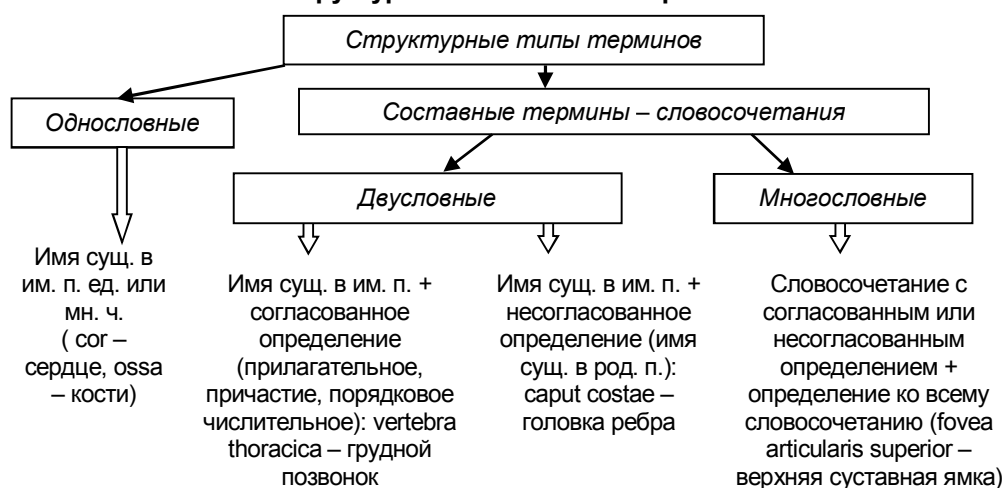 Структурные типы терминов
Однословные
Составные термины – словосочетания
Двусловные
Многословные
Имя сущ. в
им. п. ед. или
мн. ч.
( cor –
сердце, ossa
– кости)
Имя сущ. в им. п. +
согласованное
определение
(прилагательное,
причастие, порядковое
числительное): vertebra
thoracica – грудной
позвонок
Имя сущ. в им. п. +
несогласованное
определение (имя
сущ. в род. п.):
caput costae –
головка ребра
Словосочетание с
согласованным или
несогласованным
определением +
определение ко всему
словосочетанию (fovea
articularis superior –
верхняя суставная ямка)